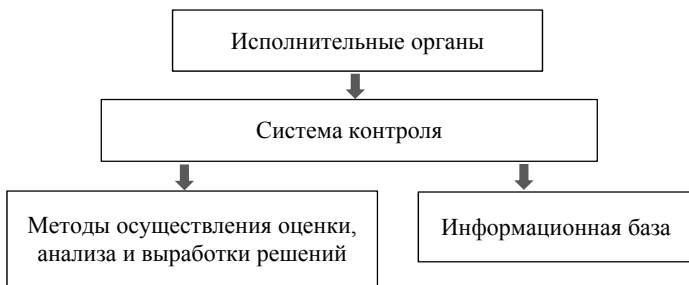 Исполнительные органы
Система контроля
Методы осуществления оценки,
анализа и выработки решений
Информационная база